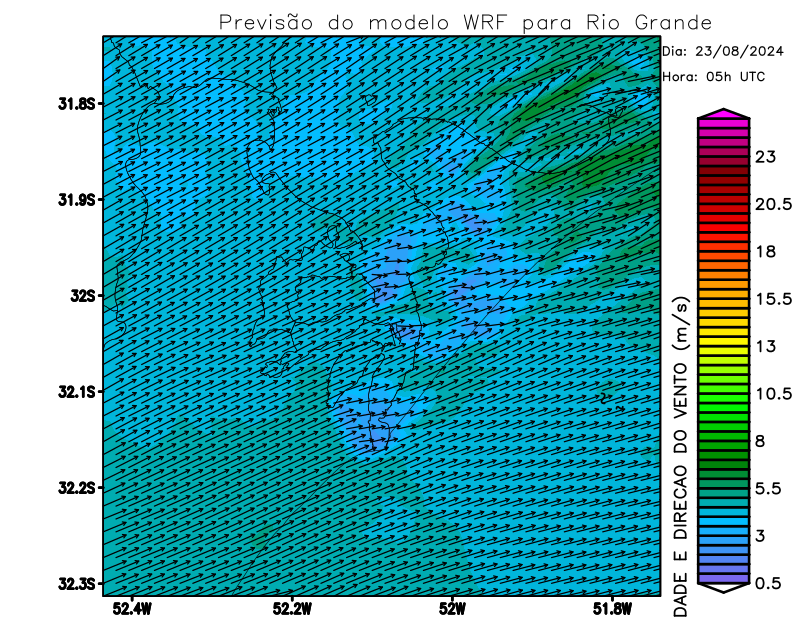 Previsão do modelo WRF para Rio Grande
Dia: 23/08/2024
Hora: 05h UTC
31.8S
31.9S
32S
32.1S
32.2S
32.3S
52.4W
52.2W
52W
51.8W
23
20.5
18
15.5
13
10.5
8
5.5
3
0.5
DADE E DIRECAO DO VENTO (m/s)